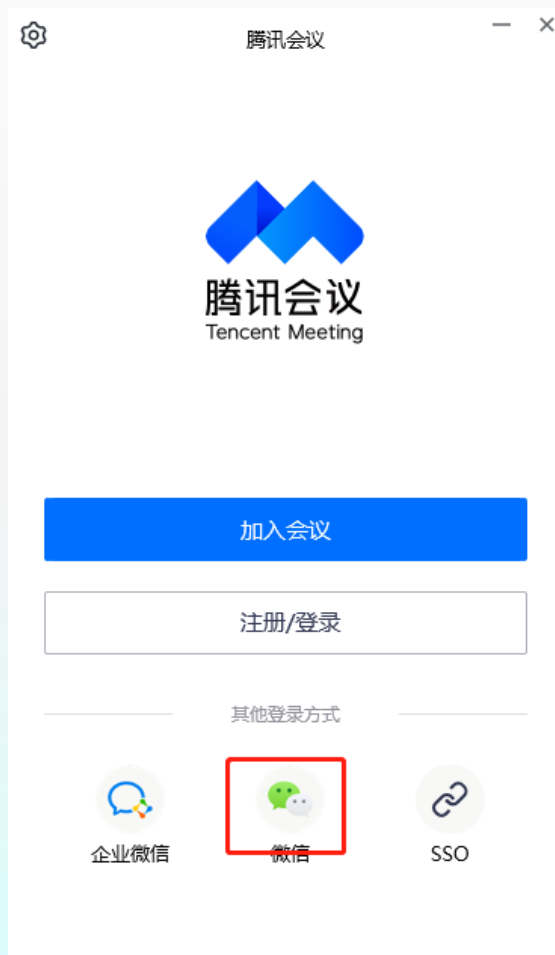 腾讯会议
腾讯会议
Tencent Meeting
加入会议
注册/登录
其他登录方式
企业微信
微信
SSO